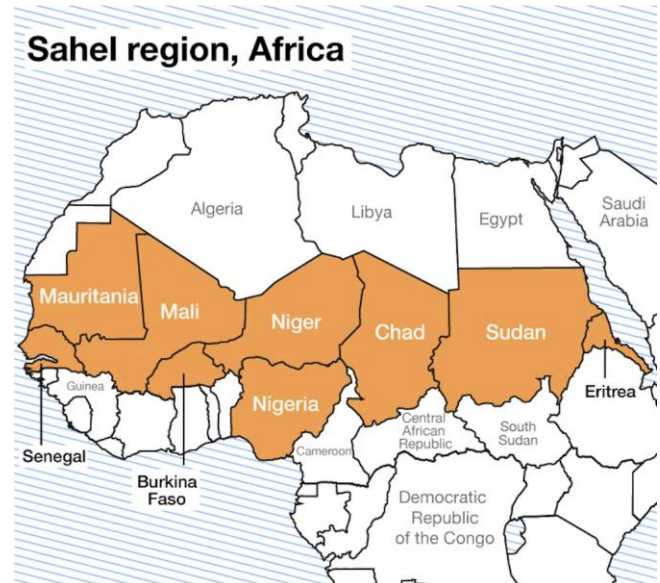 Sahel region, Africa
Algeria
Libya
Egypt
Saudi
Arabia
Mauritania
Mali
Niger
Chad
Sudan
Eritrea
Guinea
Nigeria
Senegal
Burkina
Faso
Cameroon
Central
African
Republic
South
Sudan
Democratic
Republic
of the Congo